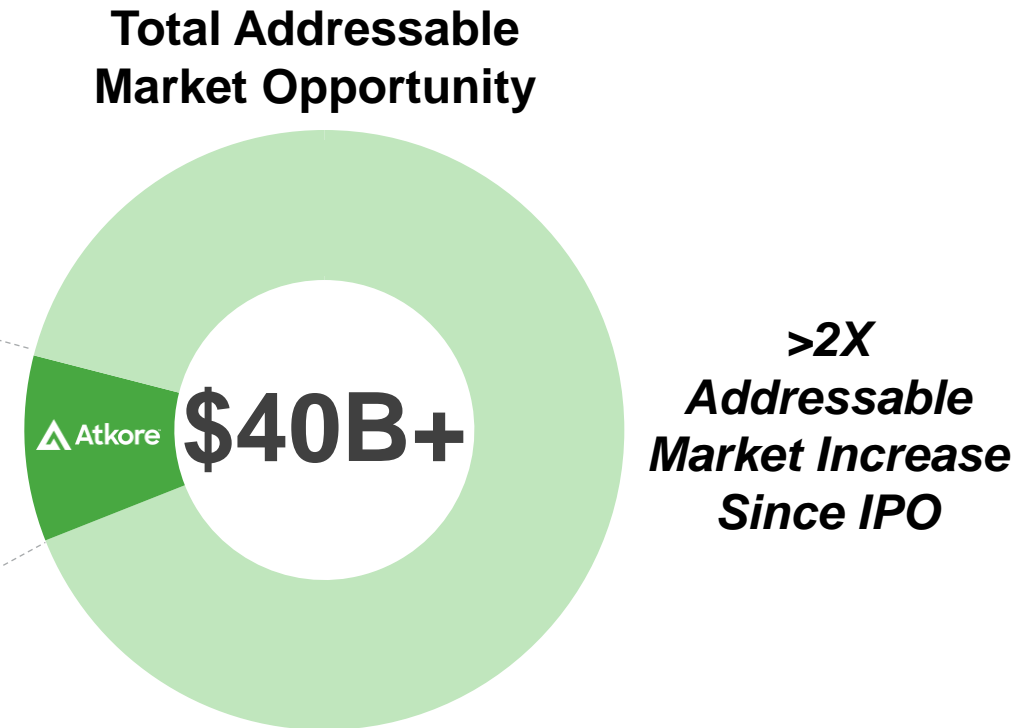 Total Addressable
Market Opportunity
Atkore
$40B+
>2X
Addressable
Market Increase
Since IPO